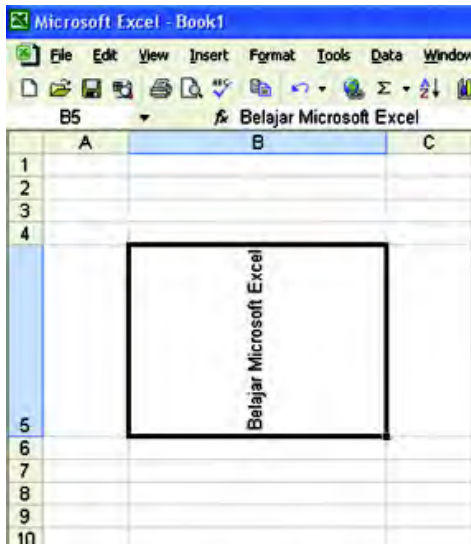 Microsoft Excel - Book1
File Edit View Insert Format Tools Data Window
B5 fx Belajar Microsoft Excel
A B C
1
2
3
4
Belajar Microsoft Excel
5
6
7
8
9
10